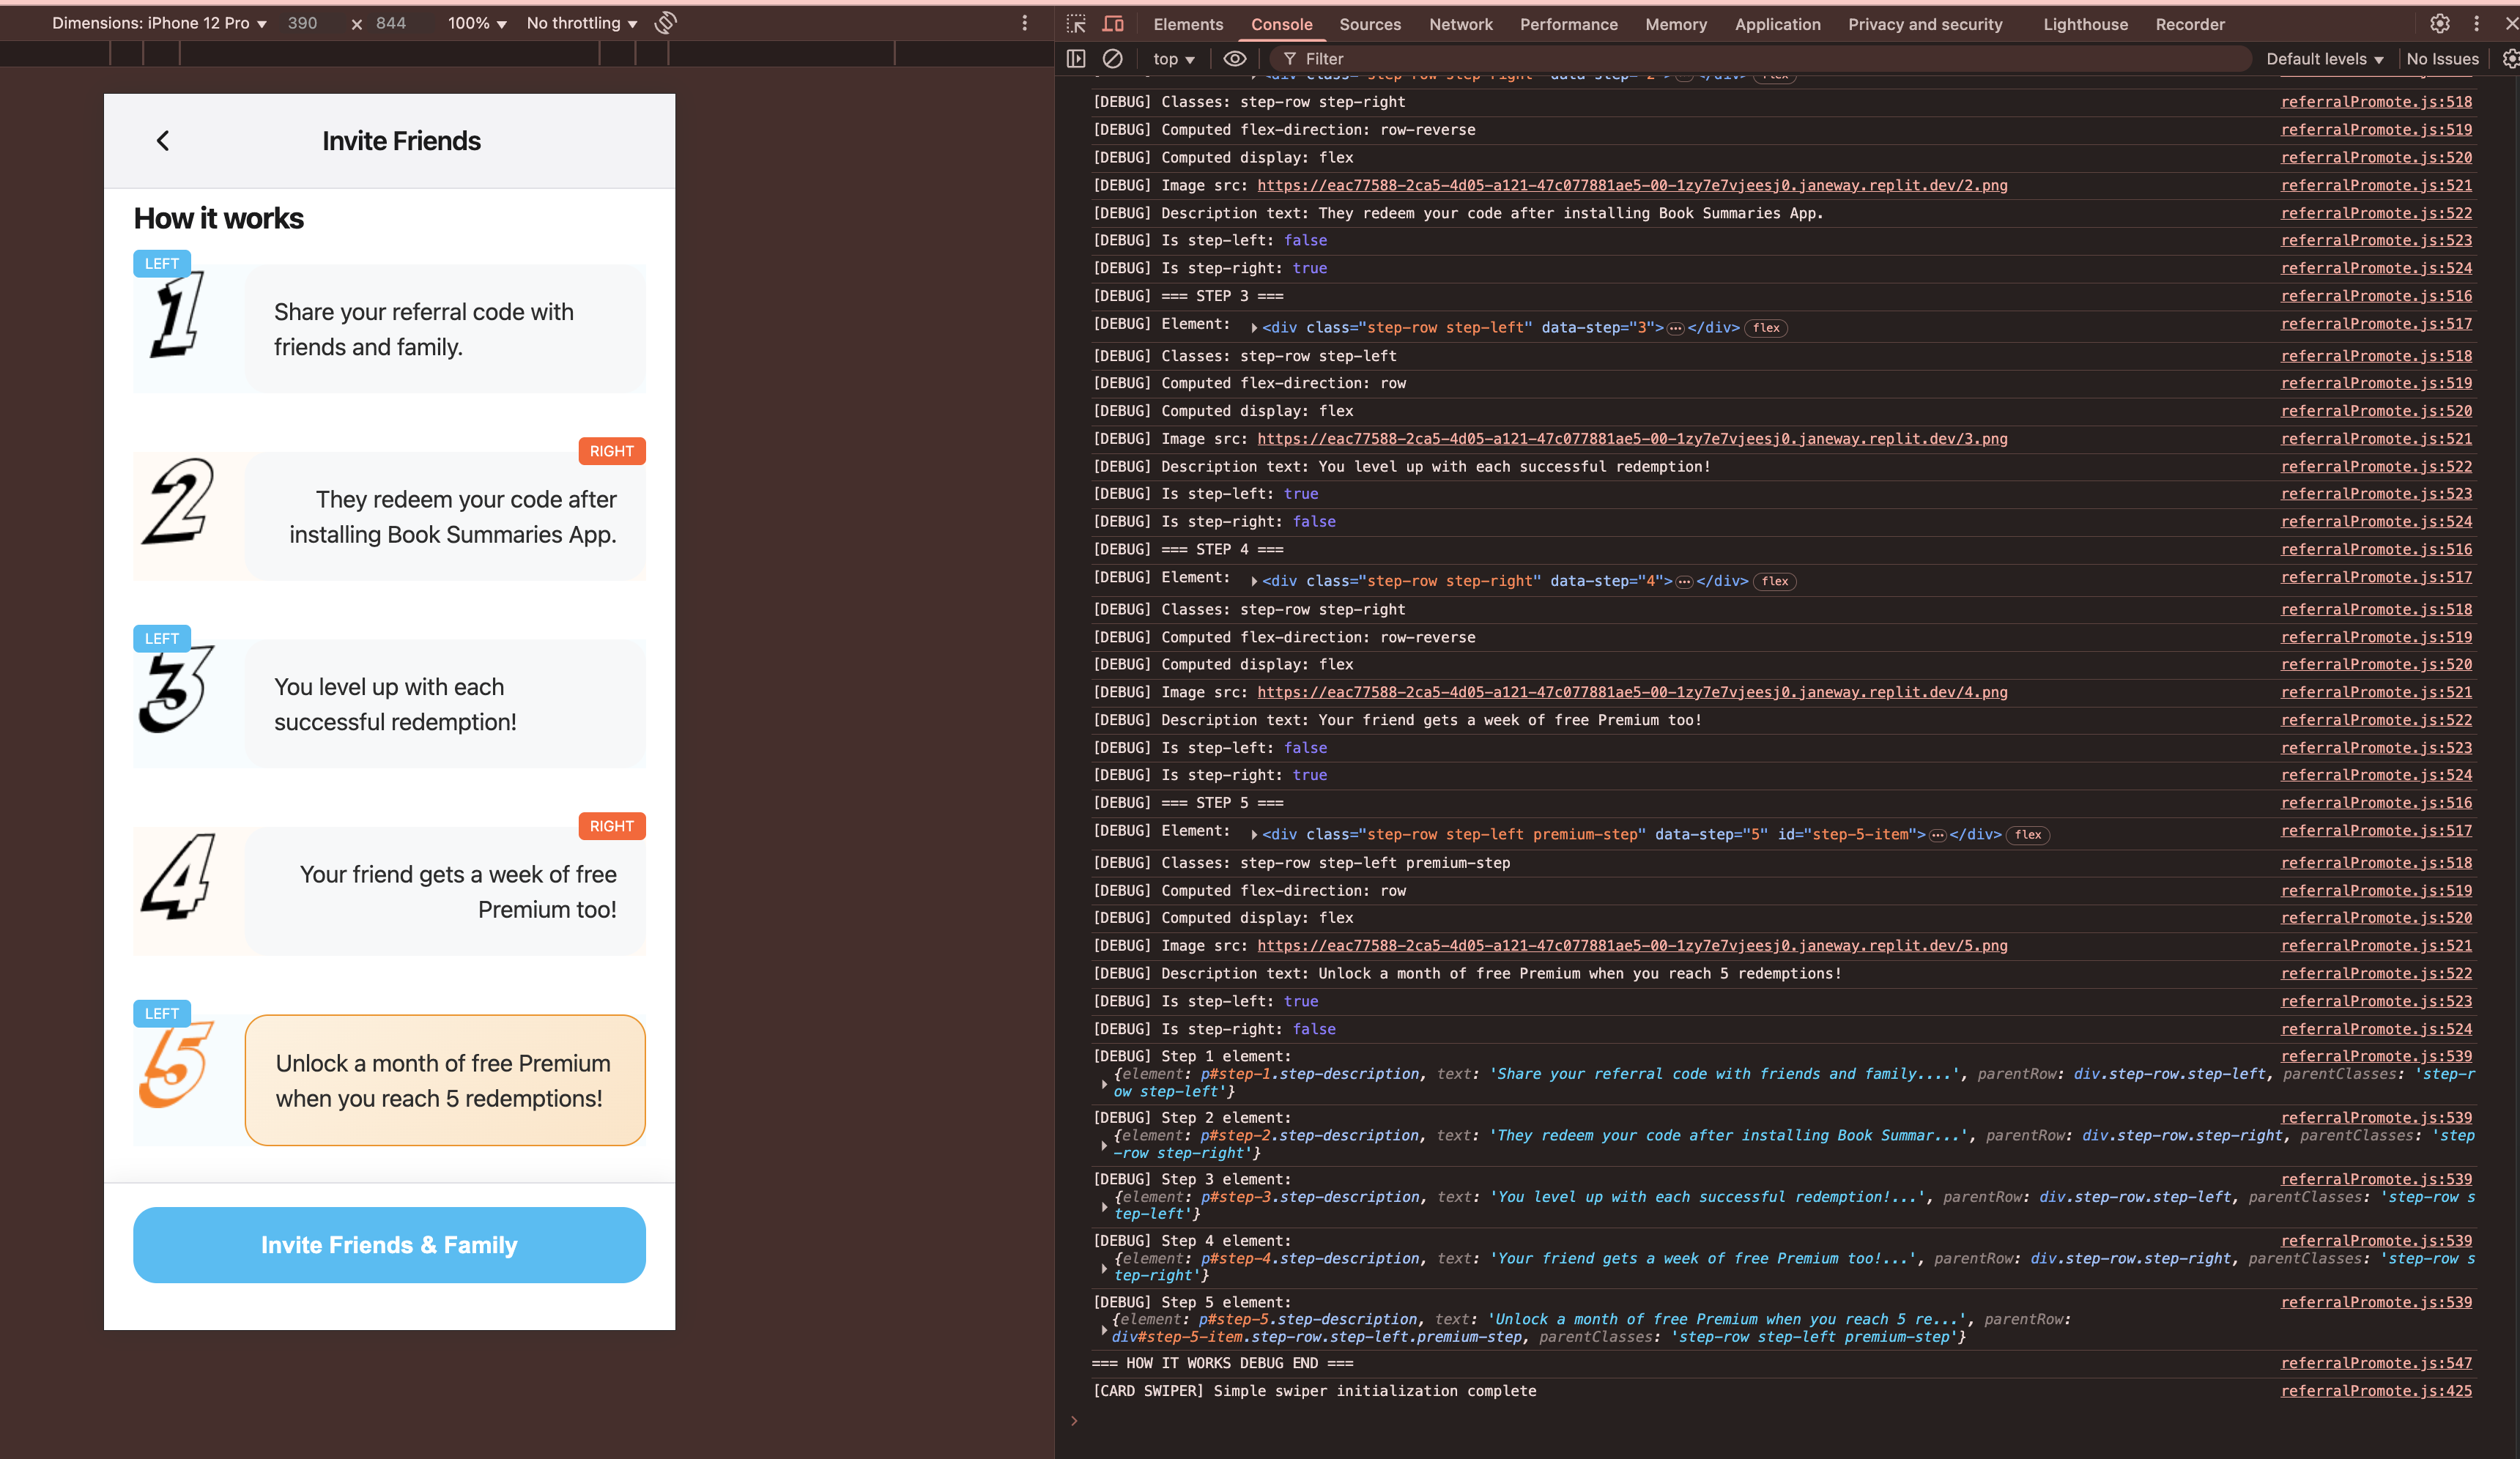 Dimensions: iPhone 12 Pro ▼ 390 × 844 100% ▼ No throttling ▼
Invite Friends
How it works
LEFT
1
Share your referral code with
friends and family.
RIGHT
2
They redeem your code after
installing Book Summaries App.
LEFT
3
You level up with each
successful redemption!
RIGHT
4
Your friend gets a week of free
Premium too!
LEFT
5
Unlock a month of free Premium
when you reach 5 redemptions!
Invite Friends & Family
Elements Console Sources Network Performance Memory Application Privacy and security Lighthouse Recorder
top ▼ Filter Default levels ▼ No Issues
<div class="step-row step-right" data-step="2">…</div> flex
[DEBUG] Classes: step-row step-right referralPromote.js:518
[DEBUG] Computed flex-direction: row-reverse referralPromote.js:519
[DEBUG] Computed display: flex referralPromote.js:520
[DEBUG] Image src: https://eac77588-2ca5-4d05-a121-47c077881ae5-00-1zy7e7vjeesj0.janeway.replit.dev/2.png referralPromote.js:521
[DEBUG] Description text: They redeem your code after installing Book Summaries App. referralPromote.js:522
[DEBUG] Is step-left: false referralPromote.js:523
[DEBUG] Is step-right: true referralPromote.js:524
[DEBUG] === STEP 3 === referralPromote.js:516
[DEBUG] Element: <div class="step-row step-left" data-step="3">…</div> flex referralPromote.js:517
[DEBUG] Classes: step-row step-left referralPromote.js:518
[DEBUG] Computed flex-direction: row referralPromote.js:519
[DEBUG] Computed display: flex referralPromote.js:520
[DEBUG] Image src: https://eac77588-2ca5-4d05-a121-47c077881ae5-00-1zy7e7vjeesj0.janeway.replit.dev/3.png referralPromote.js:521
[DEBUG] Description text: You level up with each successful redemption! referralPromote.js:522
[DEBUG] Is step-left: true referralPromote.js:523
[DEBUG] Is step-right: false referralPromote.js:524
[DEBUG] === STEP 4 === referralPromote.js:516
[DEBUG] Element: <div class="step-row step-right" data-step="4">…</div> flex referralPromote.js:517
[DEBUG] Classes: step-row step-right referralPromote.js:518
[DEBUG] Computed flex-direction: row-reverse referralPromote.js:519
[DEBUG] Computed display: flex referralPromote.js:520
[DEBUG] Image src: https://eac77588-2ca5-4d05-a121-47c077881ae5-00-1zy7e7vjeesj0.janeway.replit.dev/4.png referralPromote.js:521
[DEBUG] Description text: Your friend gets a week of free Premium too! referralPromote.js:522
[DEBUG] Is step-left: false referralPromote.js:523
[DEBUG] Is step-right: true referralPromote.js:524
[DEBUG] === STEP 5 === referralPromote.js:516
[DEBUG] Element: <div class="step-row step-left premium-step" data-step="5" id="step-5-item">…</div> flex referralPromote.js:517
[DEBUG] Classes: step-row step-left premium-step referralPromote.js:518
[DEBUG] Computed flex-direction: row referralPromote.js:519
[DEBUG] Computed display: flex referralPromote.js:520
[DEBUG] Image src: https://eac77588-2ca5-4d05-a121-47c077881ae5-00-1zy7e7vjeesj0.janeway.replit.dev/5.png referralPromote.js:521
[DEBUG] Description text: Unlock a month of free Premium when you reach 5 redemptions! referralPromote.js:522
[DEBUG] Is step-left: true referralPromote.js:523
[DEBUG] Is step-right: false referralPromote.js:524
[DEBUG] Step 1 element: referralPromote.js:539
{element: p#step-1.step-description, text: 'Share your referral code with friends and family....', parentRow: div.step-row.step-left, parentClasses: 'step-r
ow step-left'}
[DEBUG] Step 2 element: referralPromote.js:539
{element: p#step-2.step-description, text: 'They redeem your code after installing Book Summar...', parentRow: div.step-row.step-right, parentClasses: 'step
-row step-right'}
[DEBUG] Step 3 element: referralPromote.js:539
{element: p#step-3.step-description, text: 'You level up with each successful redemption!...', parentRow: div.step-row.step-left, parentClasses: 'step-row s
tep-left'}
[DEBUG] Step 4 element: referralPromote.js:539
{element: p#step-4.step-description, text: 'Your friend gets a week of free Premium too!...', parentRow: div.step-row.step-right, parentClasses: 'step-row s
tep-right'}
[DEBUG] Step 5 element: referralPromote.js:539
{element: p#step-5.step-description, text: 'Unlock a month of free Premium when you reach 5 re...', parentRow:
div#step-5-item.step-row.step-left.premium-step, parentClasses: 'step-row step-left premium-step'}
=== HOW IT WORKS DEBUG END === referralPromote.js:547
[CARD SWIPER] Simple swiper initialization complete referralPromote.js:425